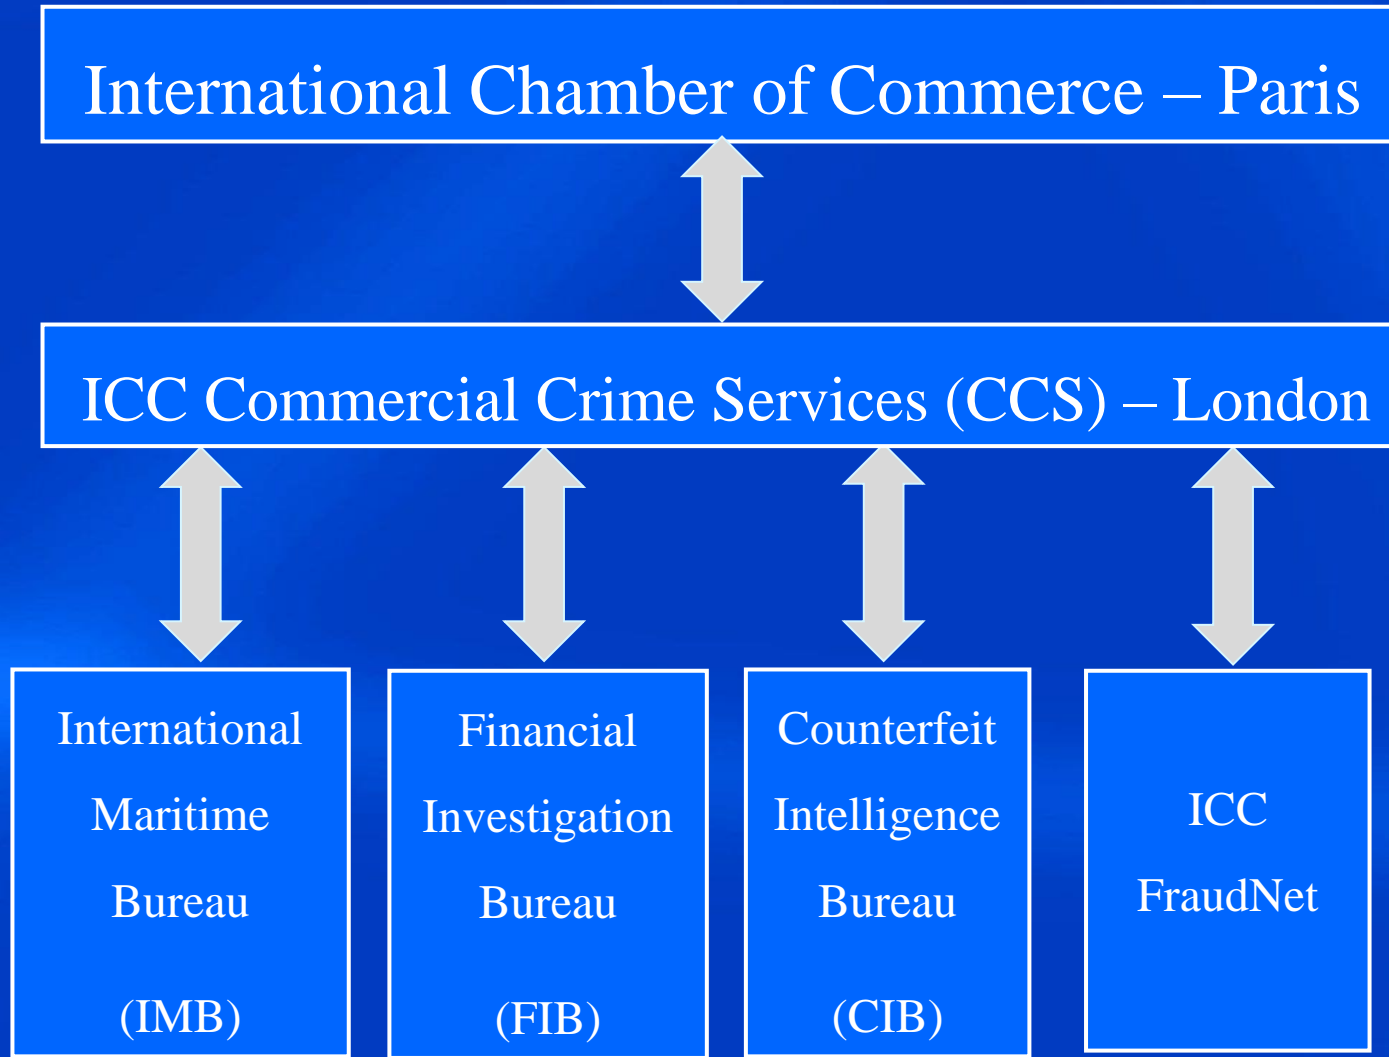 International Chamber of Commerce – Paris
ICC Commercial Crime Services (CCS) – London
International
Maritime
Bureau
(IMB)
Financial
Investigation
Bureau
(FIB)
Counterfeit
Intelligence
Bureau
(CIB)
ICC
FraudNet